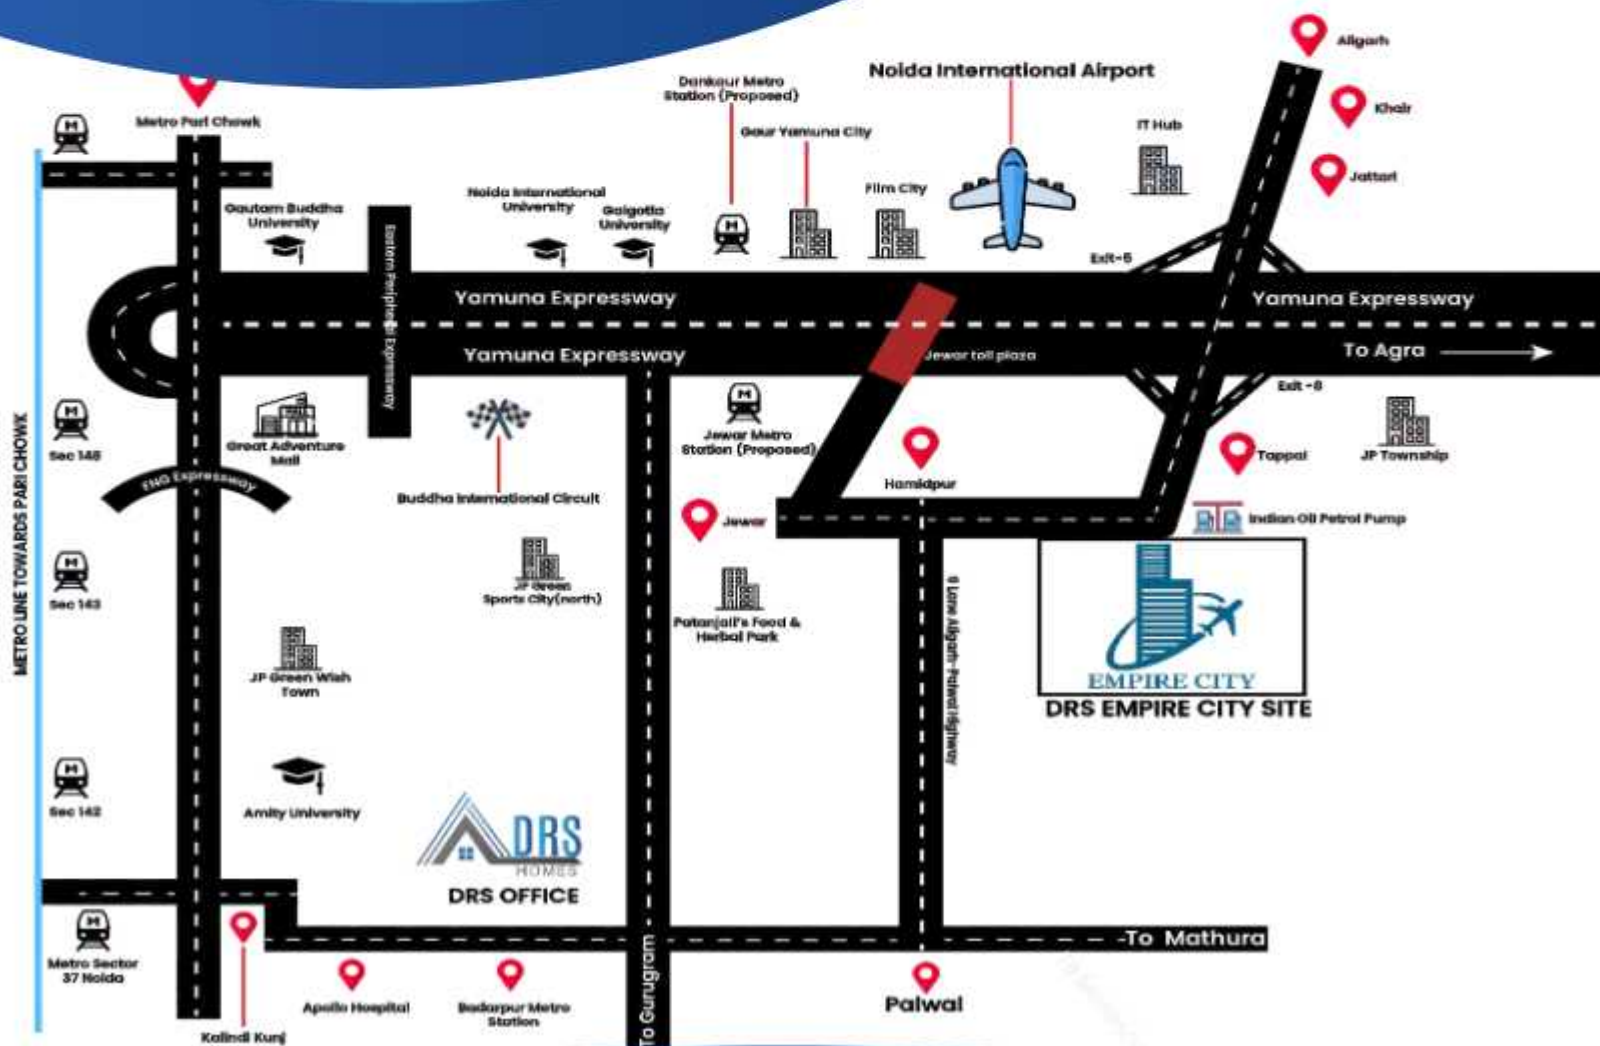 Aligarh
Metro Pari Chowk
Dankaur Metro
Station (Proposed)
Noida International Airport
Khair
Gaur Yamuna City
IT Hub
Jattari
Gautam Buddha
University
Noida International
University
Galgotia
University
Film City
Exit-6
Eastern Peripheral Expressway
Yamuna Expressway
Yamuna Expressway
Yamuna Expressway
Jewar toll plaza
To Agra
Exit -8
METRO LINE TOWARDS PARI CHOWK
Sec 148
Great Adventure
Mall
Jewar Metro
Station (Proposed)
Tappal
JP Township
FNG Expressway
Buddha International Circuit
Hamidpur
Jewar
Indian Oil Petrol Pump
Sec 143
JP Green
Sports City(north)
Patanjali's Food &
Herbal Park
6 Lane Aligarh-Palwal Highway
JP Green Wish
Town
EMPIRE CITY
DRS EMPIRE CITY SITE
Sec 142
Amity University
DRS
HOMES
DRS OFFICE
To Mathura
Metro Sector
37 Noida
To Gurugram
Apollo Hospital
Badarpur Metro
Station
Palwal
Kalindi Kunj